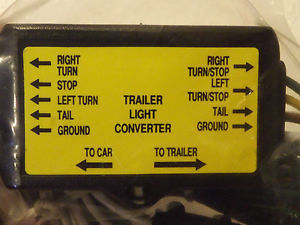 RIGHT
TURN
STOP
LEFT TURN
TAIL
GROUND
TRAILER
LIGHT
CONVERTER
RIGHT
TURN/STOP
LEFT
TURN/STOP
TAIL
GROUND
TO CAR
TO TRAILER